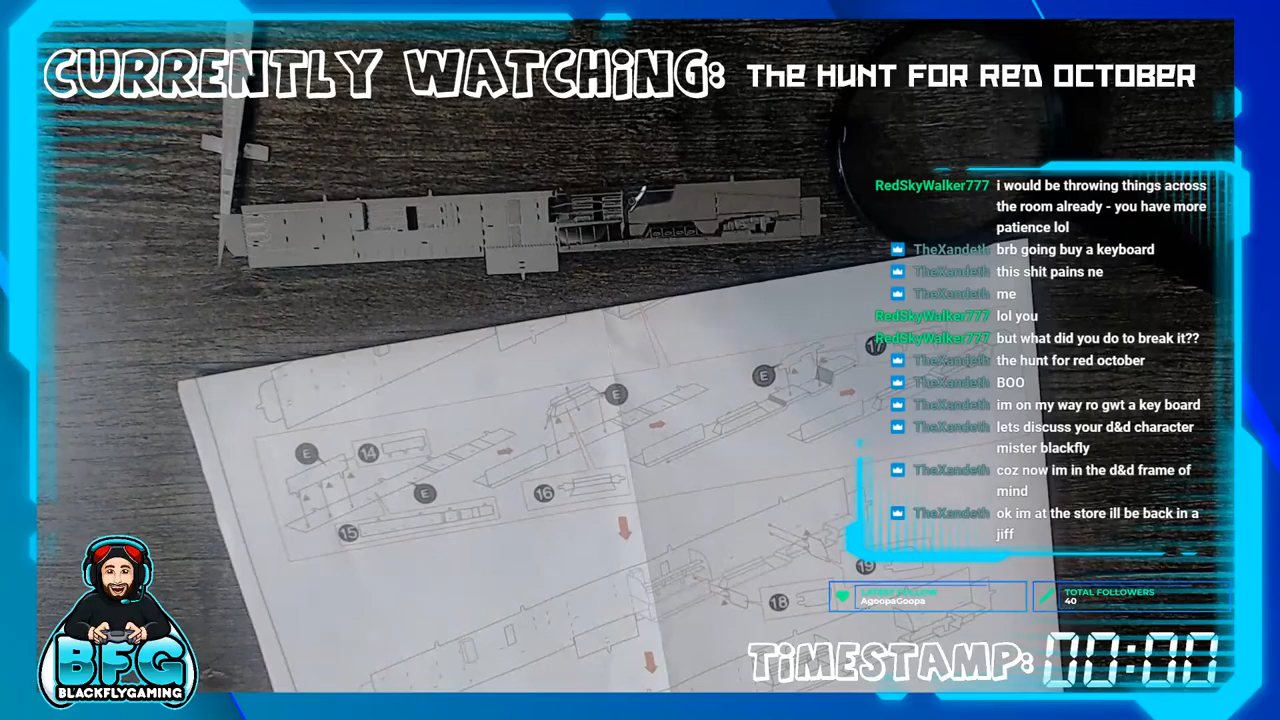 CURRENTLY WATCHING: THE HUNT FOR RED OCTOBER
RedSkyWalker777 i would be throwing things across
the room already - you have more
patience lol
TheXandeth brb going buy a keyboard
TheXandeth this shit pains ne
TheXandeth me
RedSkyWalker777 lol you
RedSkyWalker777 but what did you do to break it??
TheXandeth the hunt for red october
TheXandeth BOO
TheXandeth im on my way ro gwt a key board
TheXandeth lets discuss your d&d character
mister blackfly
TheXandeth coz now im in the d&d frame of
mind
TheXandeth ok im at the store ill be back in a
jiff
17
E
E
E
14
E
16
15
19
18
LATEST FOLLOW
AgoopaGoopa
TOTAL FOLLOWERS
40
TIMESTAMP: 00:00
BFG
BLACKFLYGAMING